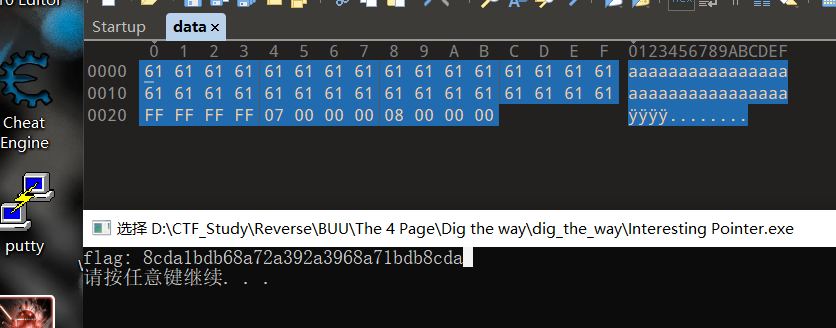 10 Editor
Startup
data ×
0 1 2 3 4 5 6 7 8 9 A B C D E F 0123456789ABCDEF
0000 61 61 61 61 61 61 61 61 61 61 61 61 61 61 61 61 aaaaaaaaaaaaaaaa
0010 61 61 61 61 61 61 61 61 61 61 61 61 61 61 61 61 aaaaaaaaaaaaaaaa
0020 FF FF FF FF 07 00 00 00 08 00 00 00 ÿÿÿÿ........
Cheat
Engine
putty
选择 D:\CTF_Study\Reverse\BUU\The 4 Page\Dig the way\dig_the_way\Interesting Pointer.exe
flag: 8cda1bdb68a72a392a3968a71bdb8cda
请按任意键继续. . .